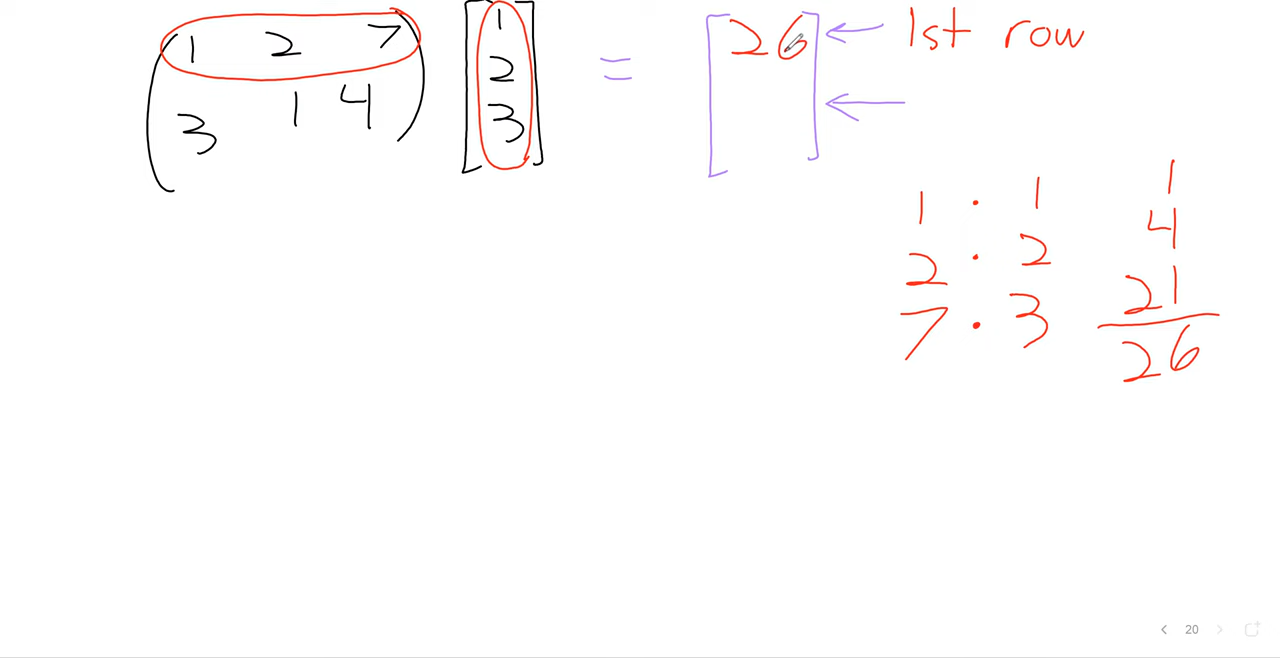 ( 1 2 7 ) [ 1 ] = [ 26 ] ← 1st row
( 3 1 4 ) [ 2 ] [ ] ←
[ 3 ]
1 · 1 1
2 · 2 4
7 · 3 21
26
< 20 >